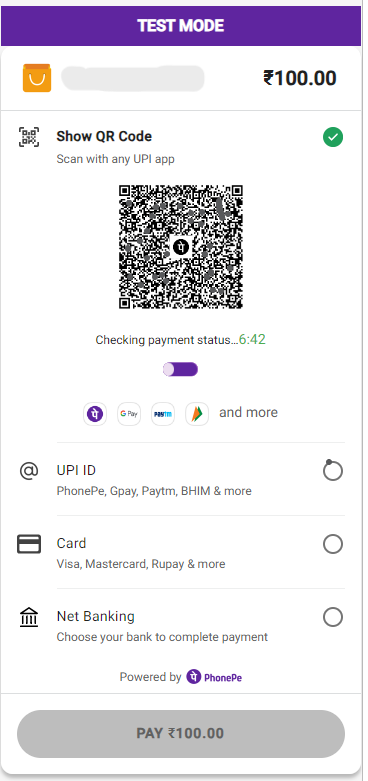 TEST MODE
₹100.00
Show QR Code
Scan with any UPI app
Checking payment status...6:42
G Pay paytm and more
UPI ID
PhonePe, Gpay, Paytm, BHIM & more
Card
Visa, Mastercard, Rupay & more
Net Banking
Choose your bank to complete payment
Powered by पे PhonePe
PAY ₹100.00